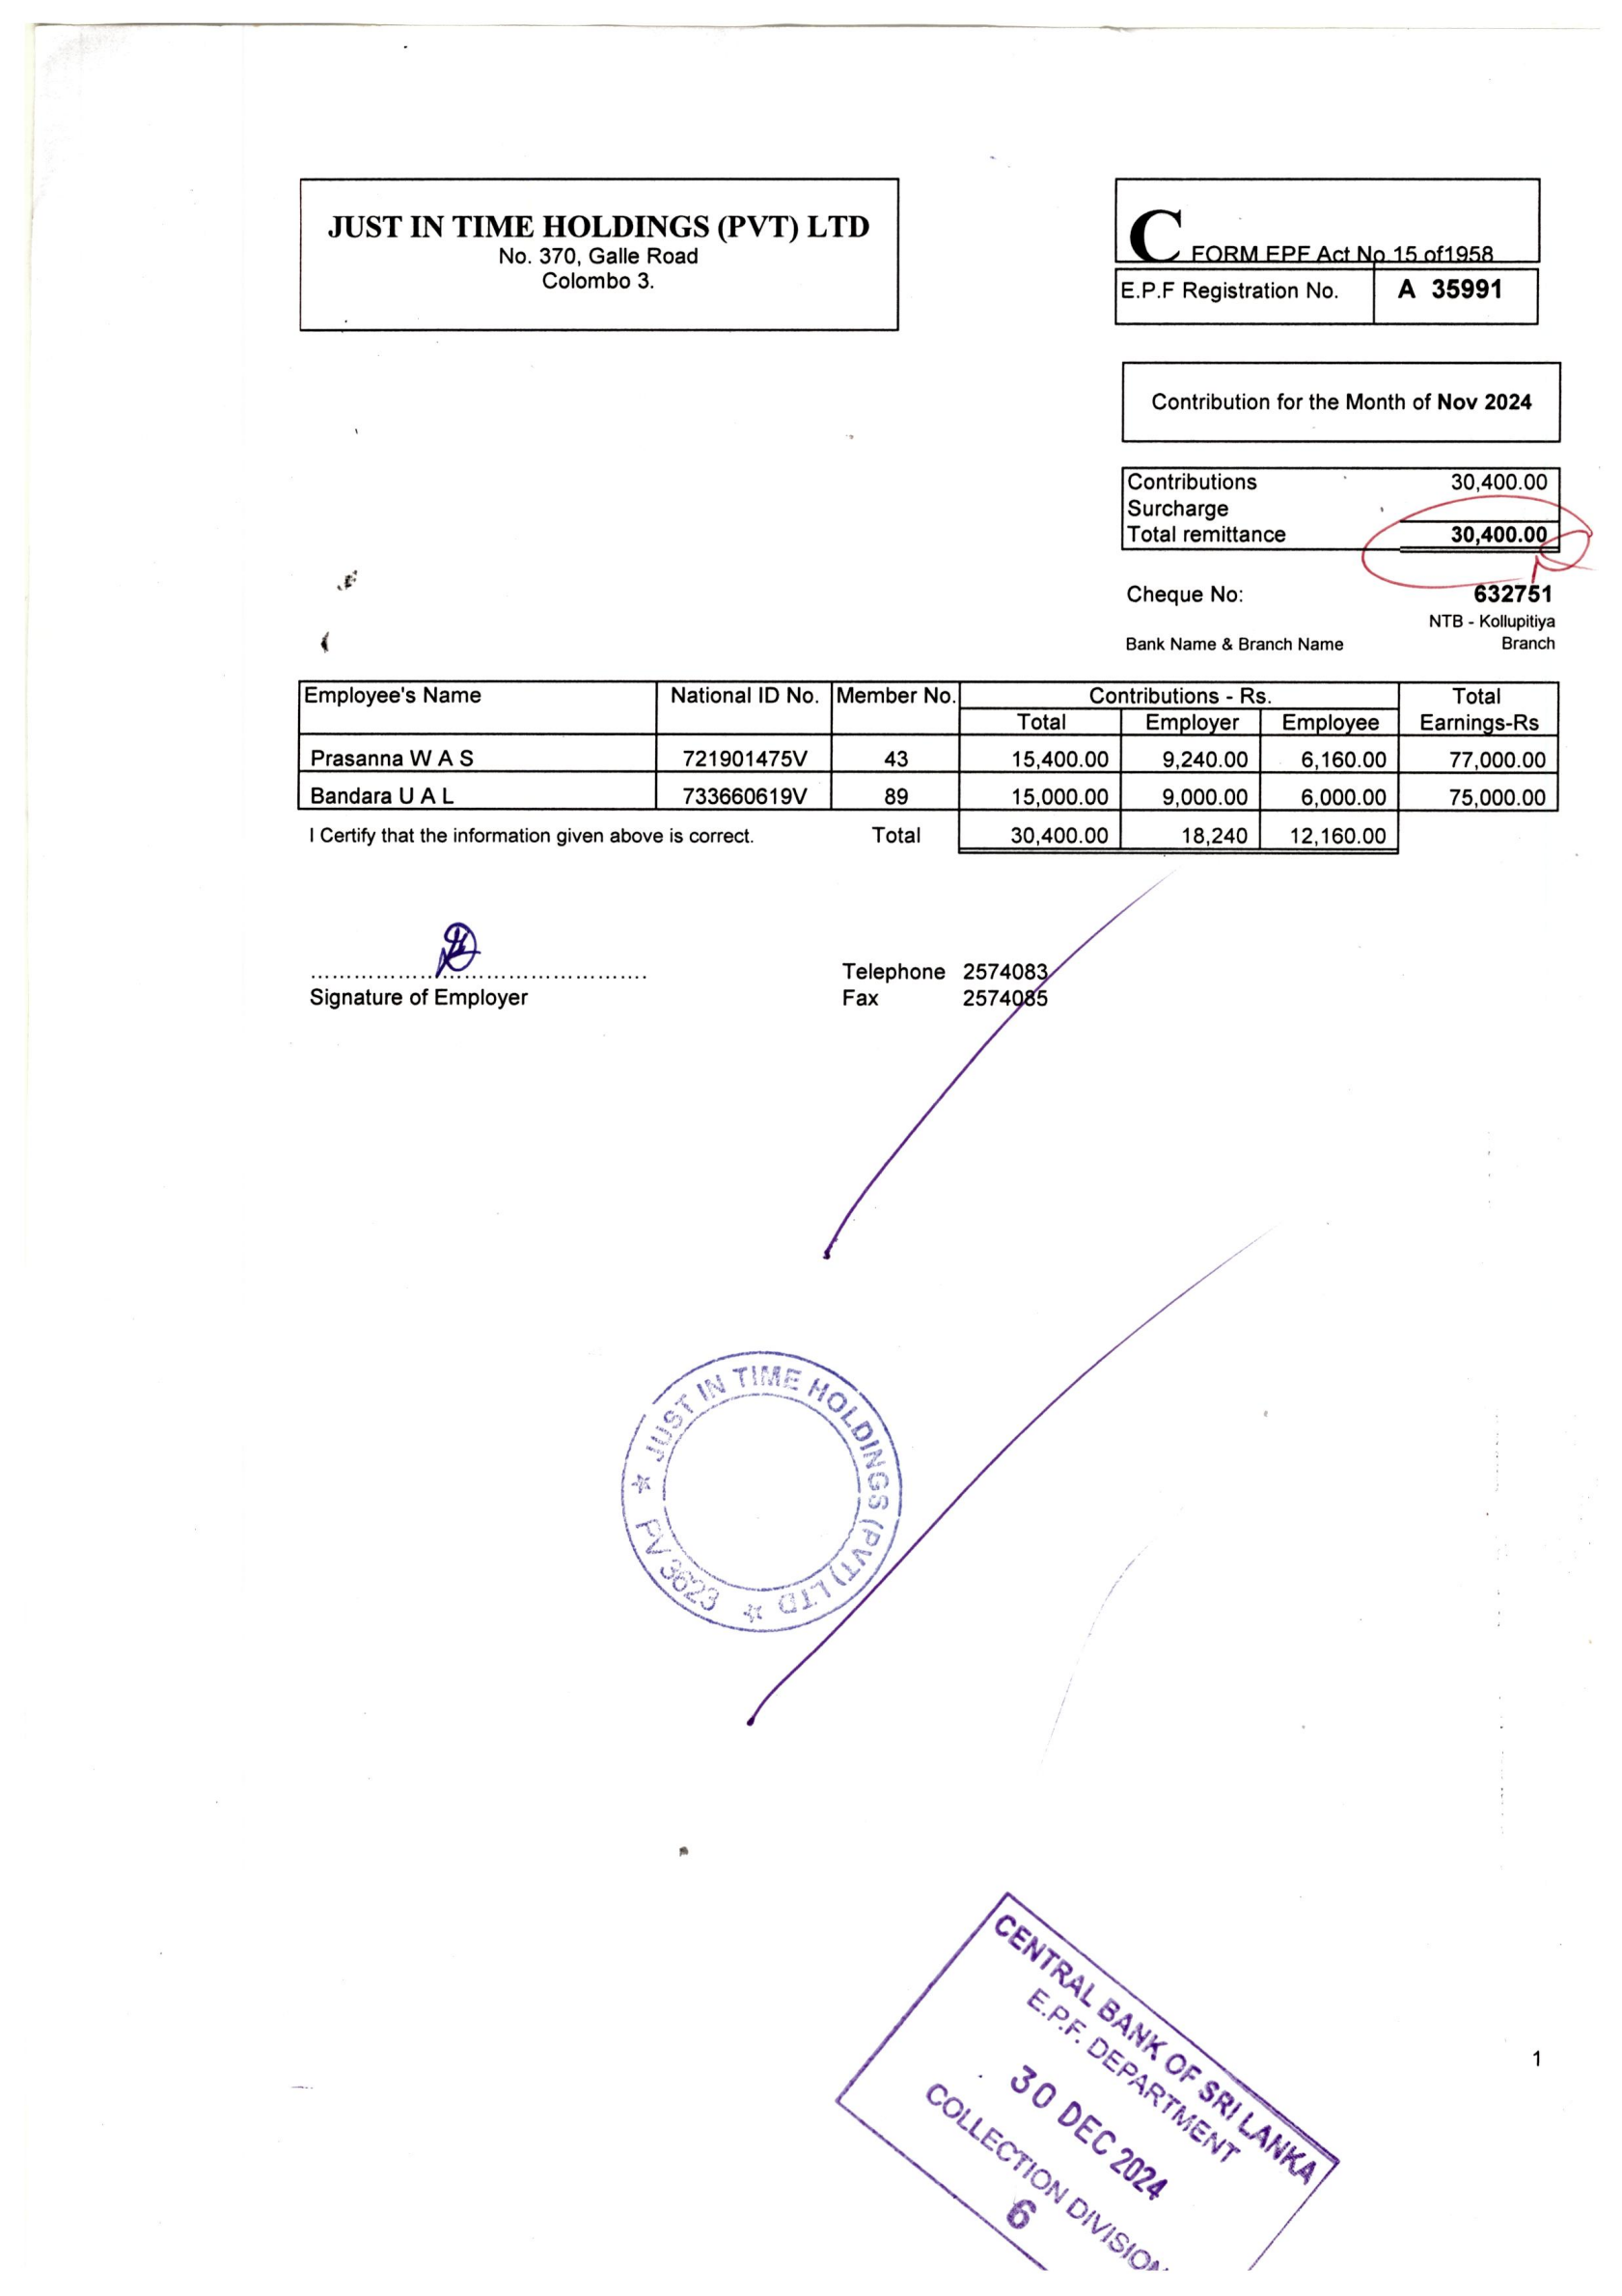 JUST IN TIME HOLDINGS (PVT) LTD
No. 370, Galle Road
Colombo 3.
C FORM EPF Act No 15 of1958
E.P.F Registration No. A 35991
Contribution for the Month of Nov 2024
Contributions 30,400.00
Surcharge
Total remittance 30,400.00
Cheque No: 632751
Bank Name & Branch Name NTB - Kollupitiya Branch
Employee's Name National ID No. Member No. Contributions - Rs. Total Earnings-Rs
Total Employer Employee
Prasanna W A S 721901475V 43 15,400.00 9,240.00 6,160.00 77,000.00
Bandara U A L 733660619V 89 15,000.00 9,000.00 6,000.00 75,000.00
I Certify that the information given above is correct. Total 30,400.00 18,240 12,160.00
Signature of Employer
Telephone 2574083
Fax 2574085
JUST IN TIME HOLDINGS (PVT) LTD
PV 3623
CENTRAL BANK OF SRI LANKA
E.P.F. DEPARTMENT
30 DEC 2024
COLLECTION DIVISION
6
1